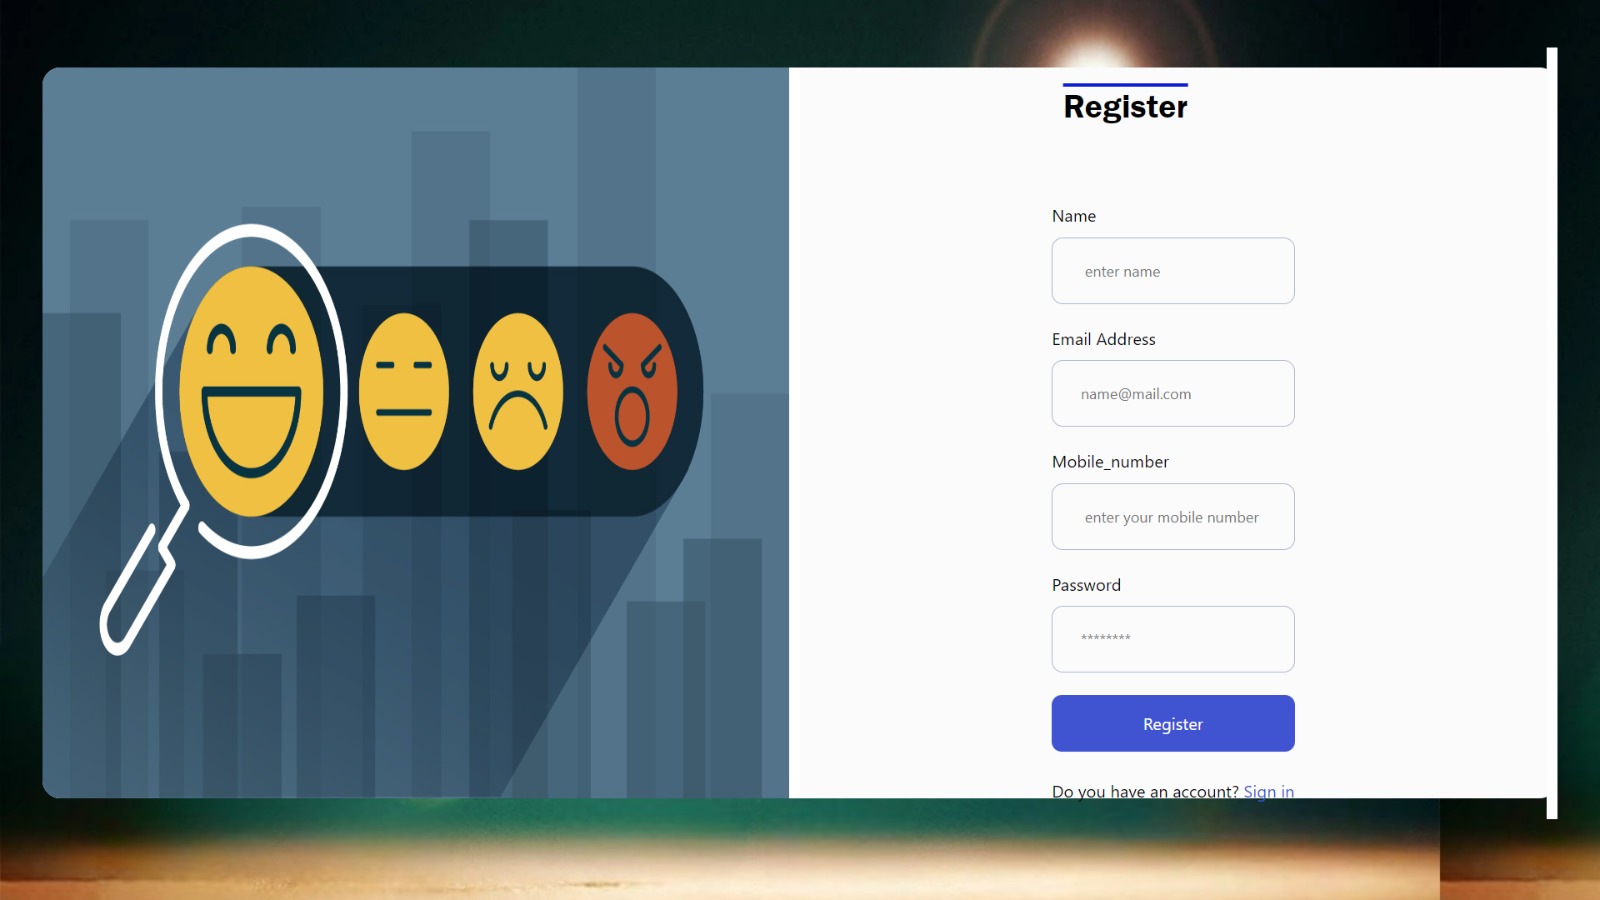 Register
Name
enter name
Email Address
name@mail.com
Mobile_number
enter your mobile number
Password
********
Register
Do you have an account? Sign in